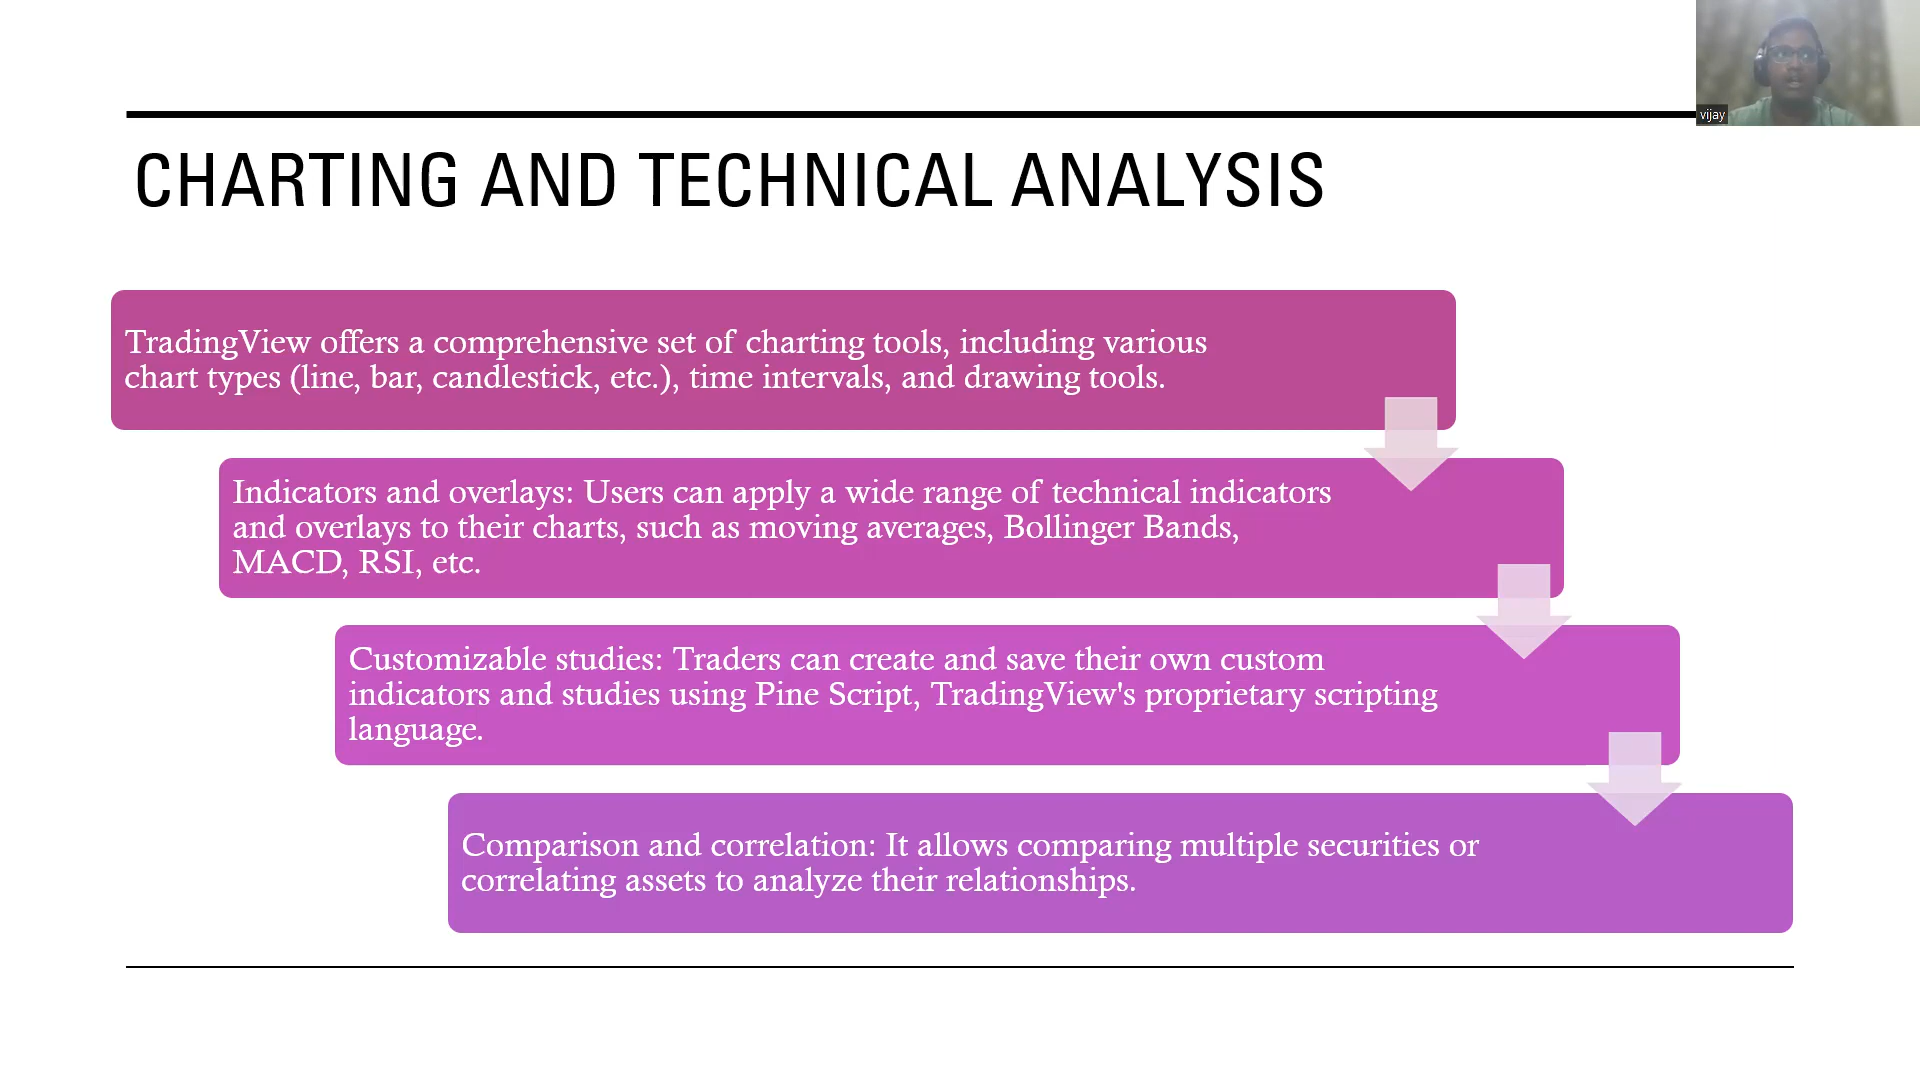 vijay
CHARTING AND TECHNICAL ANALYSIS
TradingView offers a comprehensive set of charting tools, including various
chart types (line, bar, candlestick, etc.), time intervals, and drawing tools.
Indicators and overlays: Users can apply a wide range of technical indicators
and overlays to their charts, such as moving averages, Bollinger Bands,
MACD, RSI, etc.
Customizable studies: Traders can create and save their own custom
indicators and studies using Pine Script, TradingView's proprietary scripting
language.
Comparison and correlation: It allows comparing multiple securities or
correlating assets to analyze their relationships.